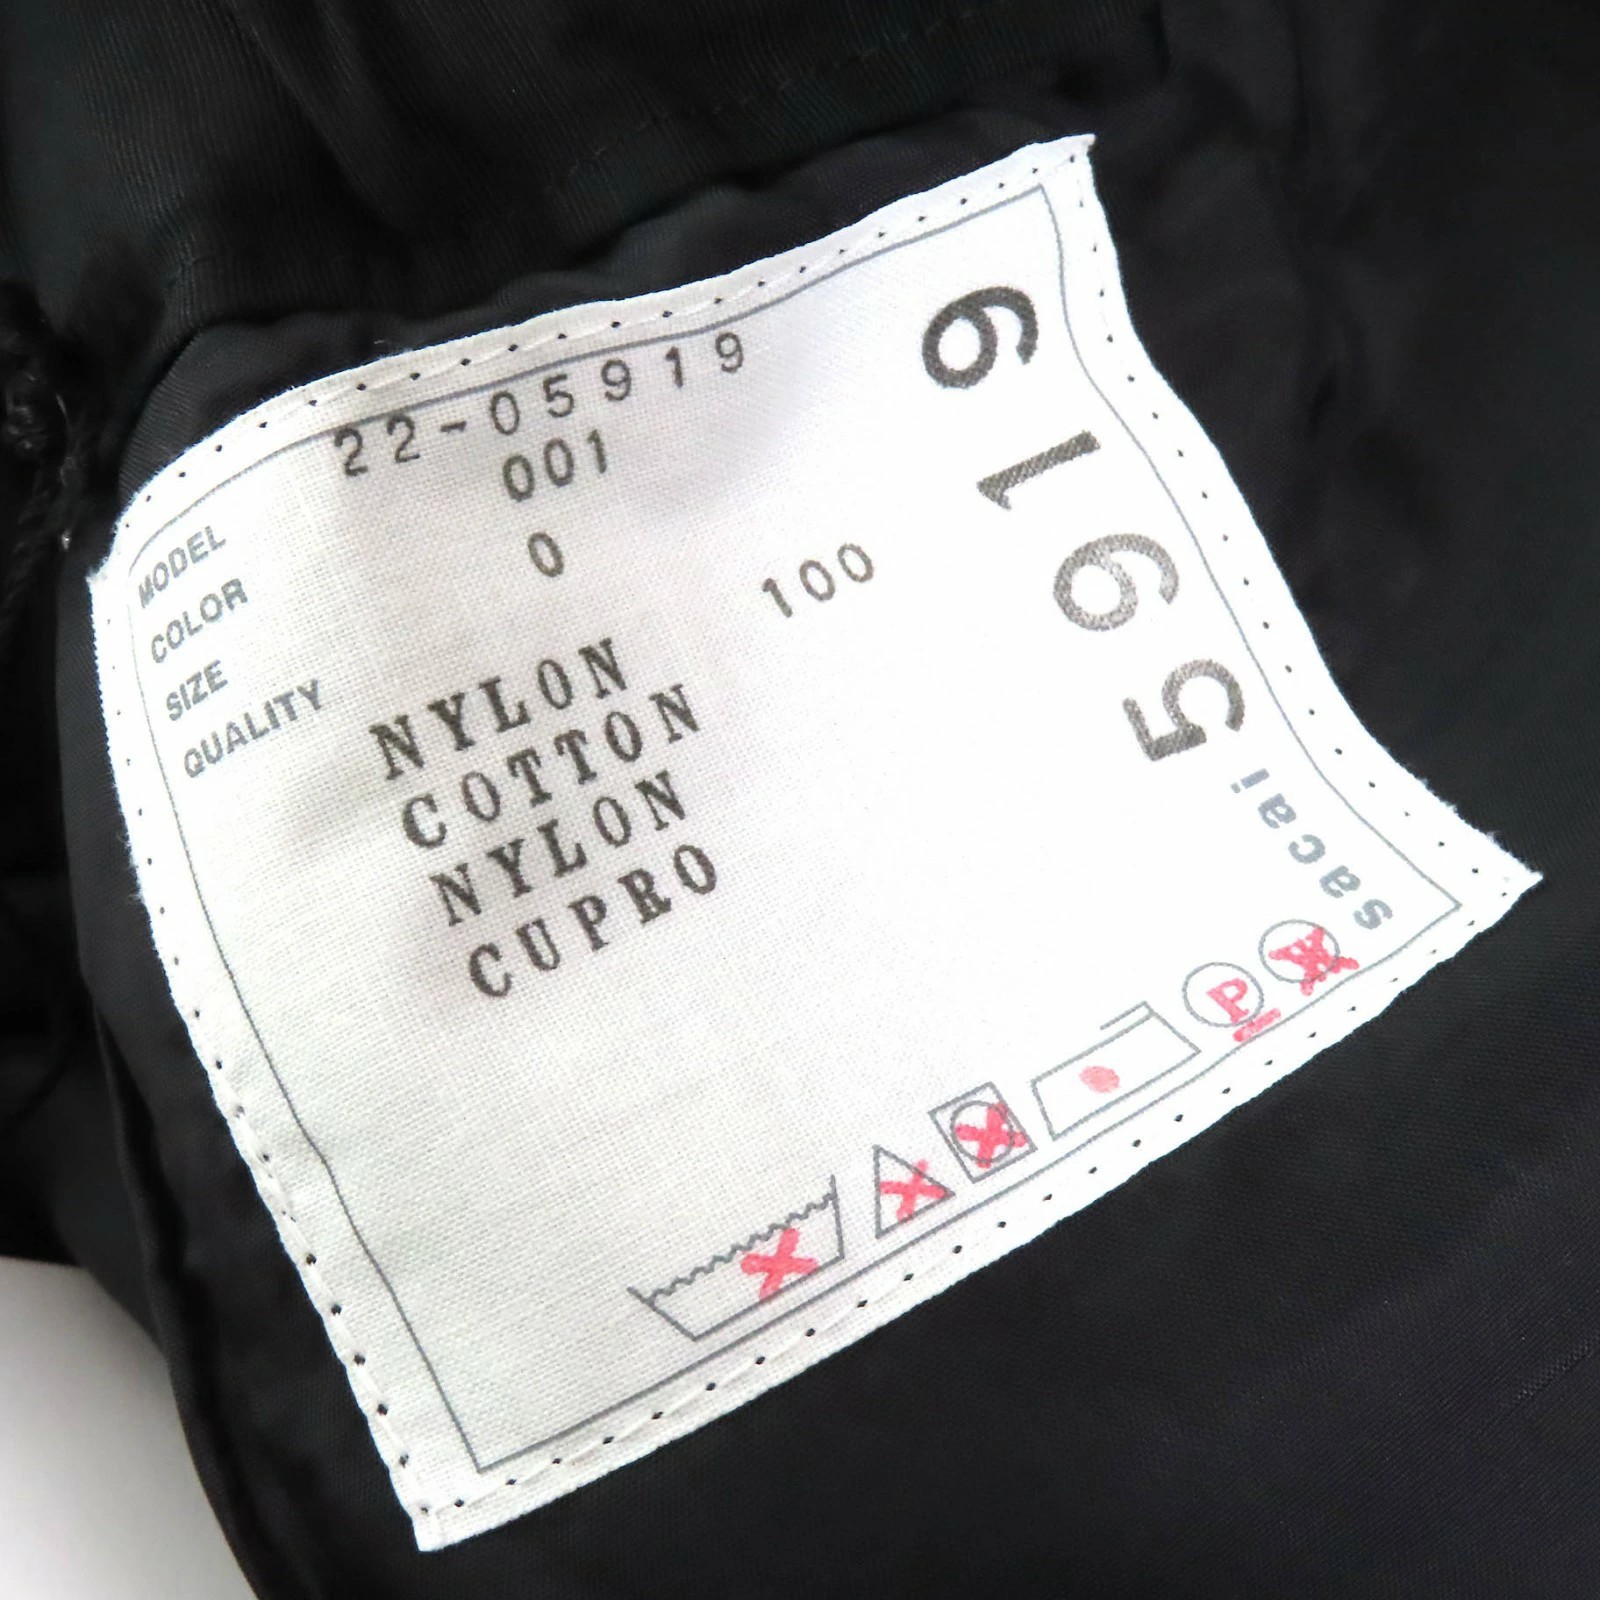 MODEL 22-05919
COLOR 001
SIZE 0
QUALITY
100
NYLON
COTTON
NYLON
CUPRO
sacai 5919
P W